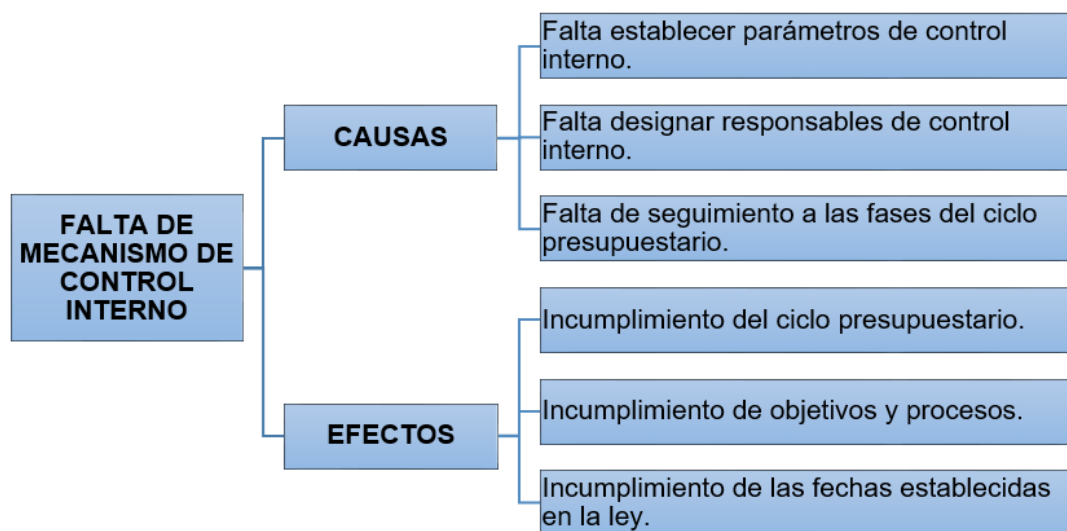 FALTA DE
MECANISMO DE
CONTROL
INTERNO
CAUSAS
Falta establecer parámetros de control
interno.
Falta designar responsables de control
interno.
Falta de seguimiento a las fases del ciclo
presupuestario.
EFECTOS
Incumplimiento del ciclo presupuestario.
Incumplimiento de objetivos y procesos.
Incumplimiento de las fechas establecidas
en la ley.